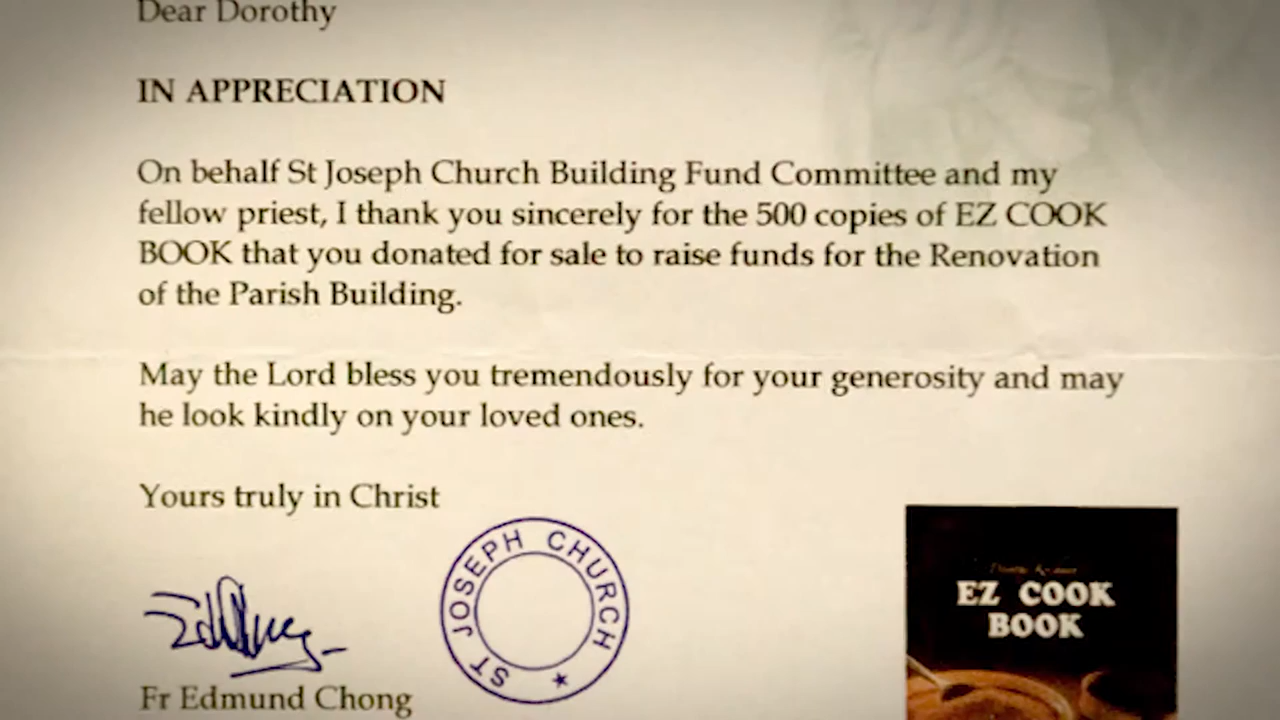 Dear Dorothy
IN APPRECIATION
On behalf St Joseph Church Building Fund Committee and my
fellow priest, I thank you sincerely for the 500 copies of EZ COOK
BOOK that you donated for sale to raise funds for the Renovation
of the Parish Building.
May the Lord bless you tremendously for your generosity and may
he look kindly on your loved ones.
Yours truly in Christ
ST JOSEPH CHURCH
Fr Edmund Chong
EZ COOK
BOOK